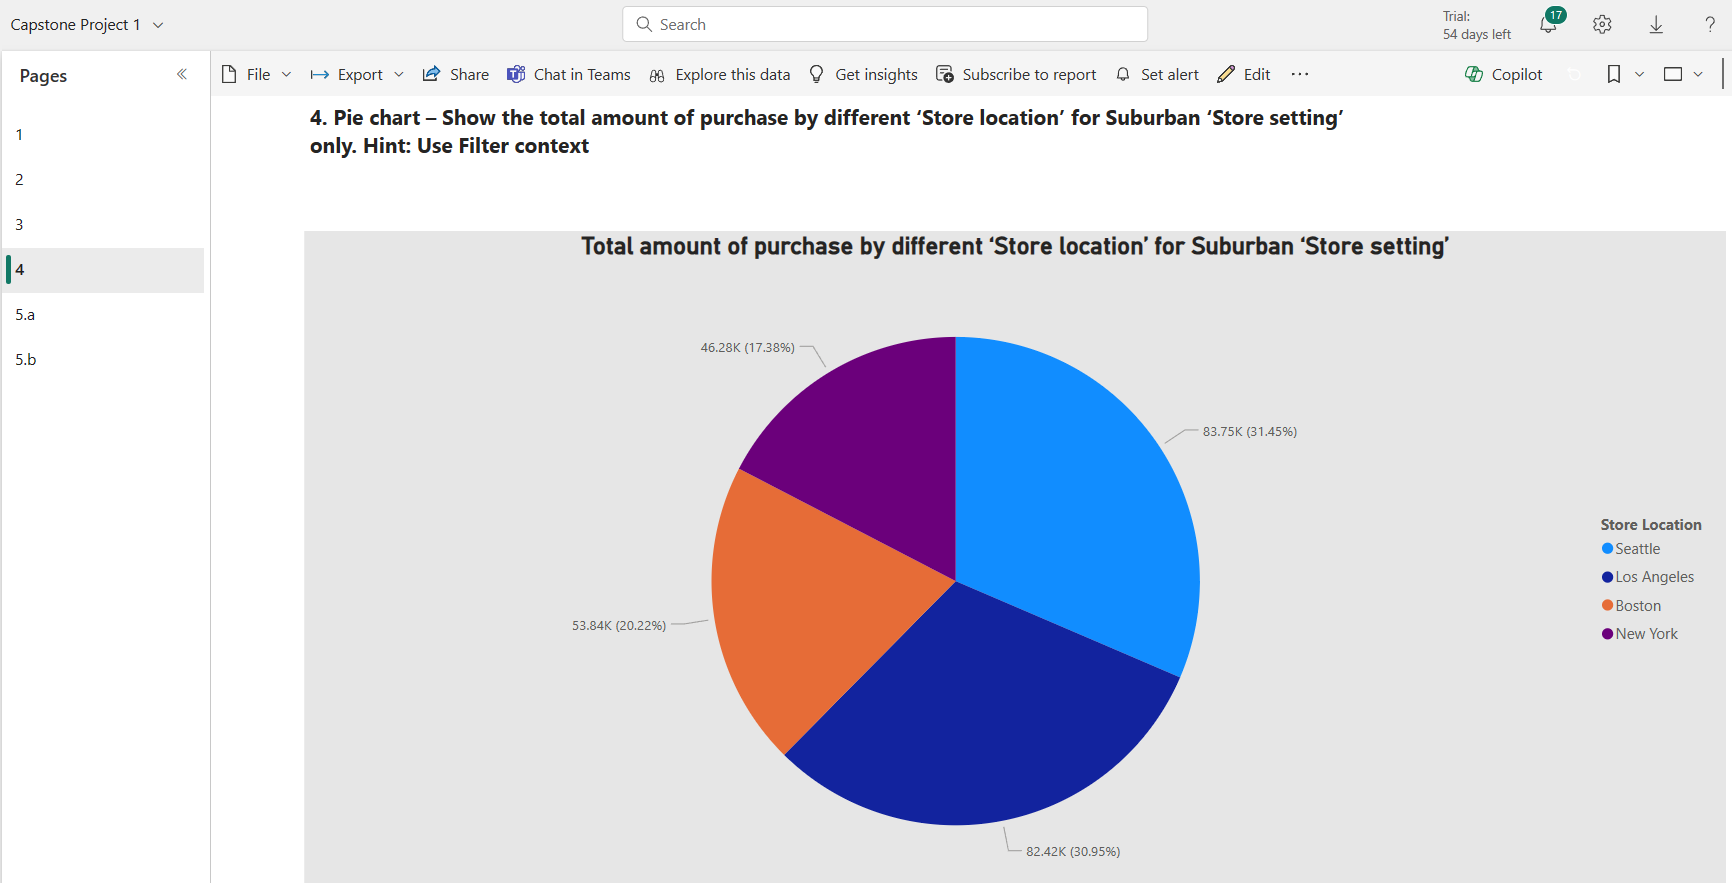 Capstone Project 1
Search
Trial:
54 days left
17
?
Pages
File
Export
Share
Chat in Teams
Explore this data
Get insights
Subscribe to report
Set alert
Edit
Copilot
1
2
3
4
5.a
5.b
4. Pie chart – Show the total amount of purchase by different ‘Store location’ for Suburban ‘Store setting’
only. Hint: Use Filter context
Total amount of purchase by different ‘Store location’ for Suburban ‘Store setting’
46.28K (17.38%)
83.75K (31.45%)
53.84K (20.22%)
82.42K (30.95%)
Store Location
Seattle
Los Angeles
Boston
New York